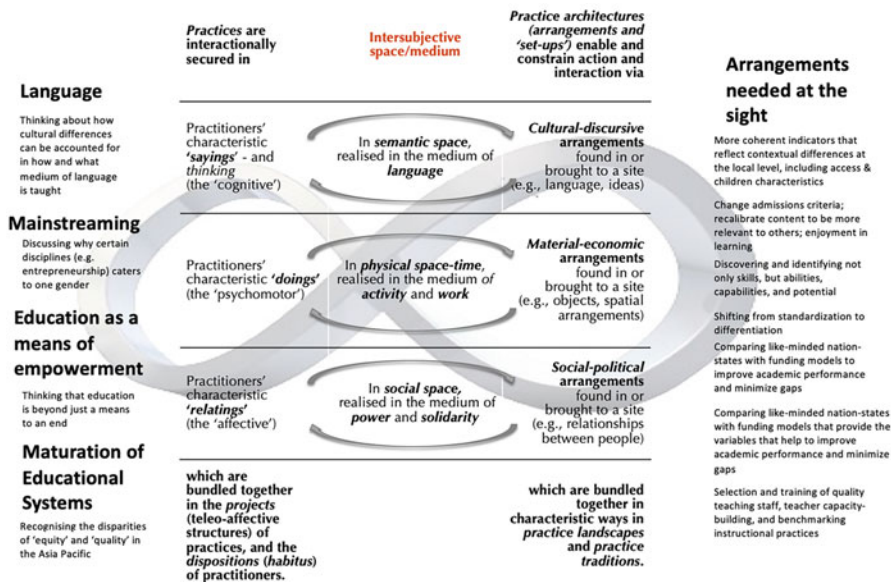 Practices are
interactionally
secured in
Intersubjective
space/medium
Practice architectures
(arrangements and
‘set-ups’) enable and
constrain action and
interaction via
Language
Thinking about how
cultural differences
can be accounted for
in how and what
medium of language
is taught
Mainstreaming
Discussing why certain
disciplines (e.g.
entrepreneurship) caters
to one gender
Education as a
means of
empowerment
Thinking that education
is beyond just a means
to an end
Maturation of
Educational
Systems
Recognising the disparities
of ‘equity’ and ‘quality’ in
the Asia Pacific
Practitioners’
characteristic
‘sayings’ - and
thinking
(the ‘cognitive’)
In semantic space,
realised in the medium of
language
Cultural-discursive
arrangements
found in or
brought to a site
(e.g., language, ideas)
Practitioners’
characteristic ‘doings’
(the ‘psychomotor’)
In physical space-time,
realised in the medium of
activity and work
Material-economic
arrangements
found in or
brought to a site
(e.g., objects, spatial
arrangements)
Practitioners’
characteristic
‘relatings’
(the ‘affective’)
In social space,
realised in the medium of
power and solidarity
Social-political
arrangements
found in or
brought to a site
(e.g., relationships
between people)
which are
bundled together
in the projects
(teleo-affective
structures) of
practices, and the
dispositions (habitus)
of practitioners.
which are bundled
together in
characteristic ways in
practice landscapes
and practice
traditions.
Arrangements
needed at the
sight
More coherent indicators that
reflect contextual differences at
the local level, including access &
children characteristics
Change admissions criteria;
recalibrate content to be more
relevant to others; enjoyment in
learning
Discovering and identifying not
only skills, but abilities,
capabilities, and potential
Shifting from standardization to
differentiation
Comparing like-minded nation-
states with funding models to
improve academic performance
and minimize gaps
Comparing like-minded nation-states
with funding models that provide the
variables that help to improve
academic performance and minimize
gaps
Selection and training of quality
teaching staff, teacher capacity-
building, and benchmarking
instructional practices